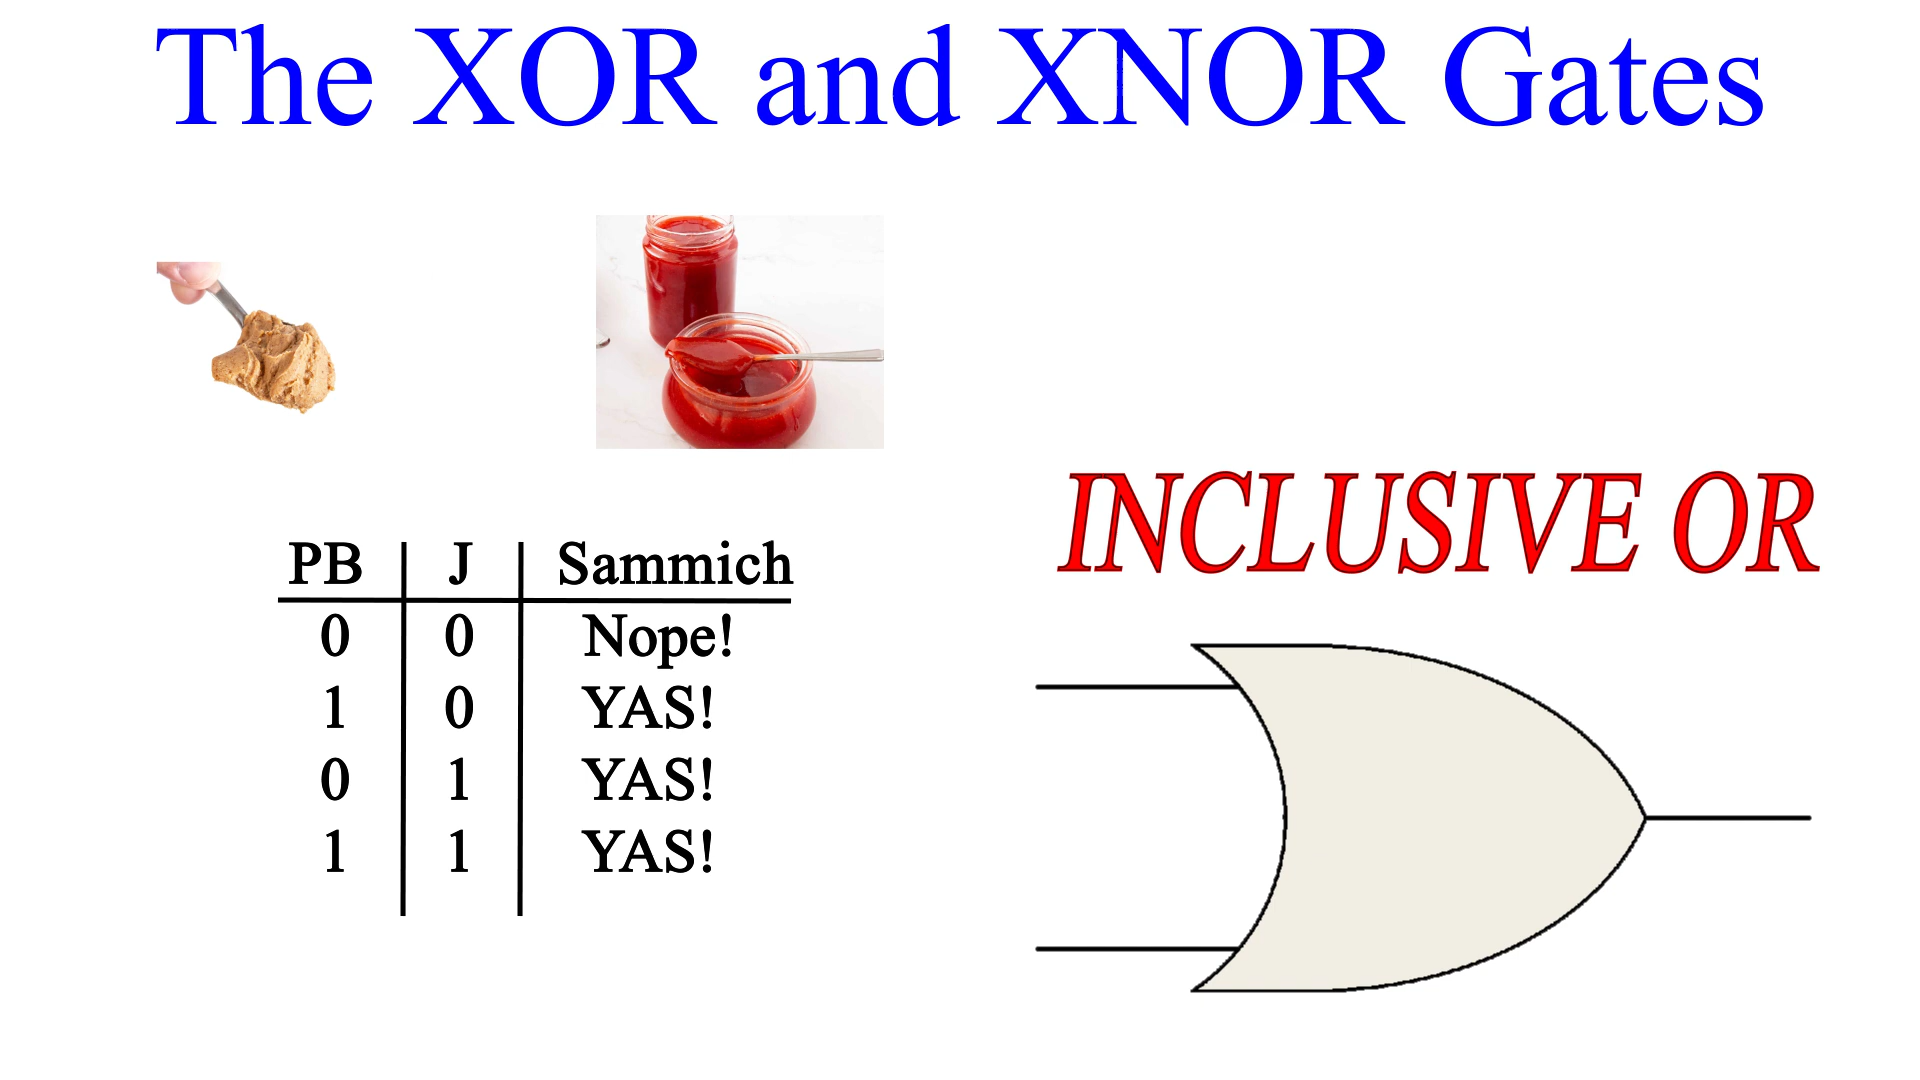 The XOR and XNOR Gates
INCLUSIVE OR
PB J Sammich
0 0 Nope!
1 0 YAS!
0 1 YAS!
1 1 YAS!